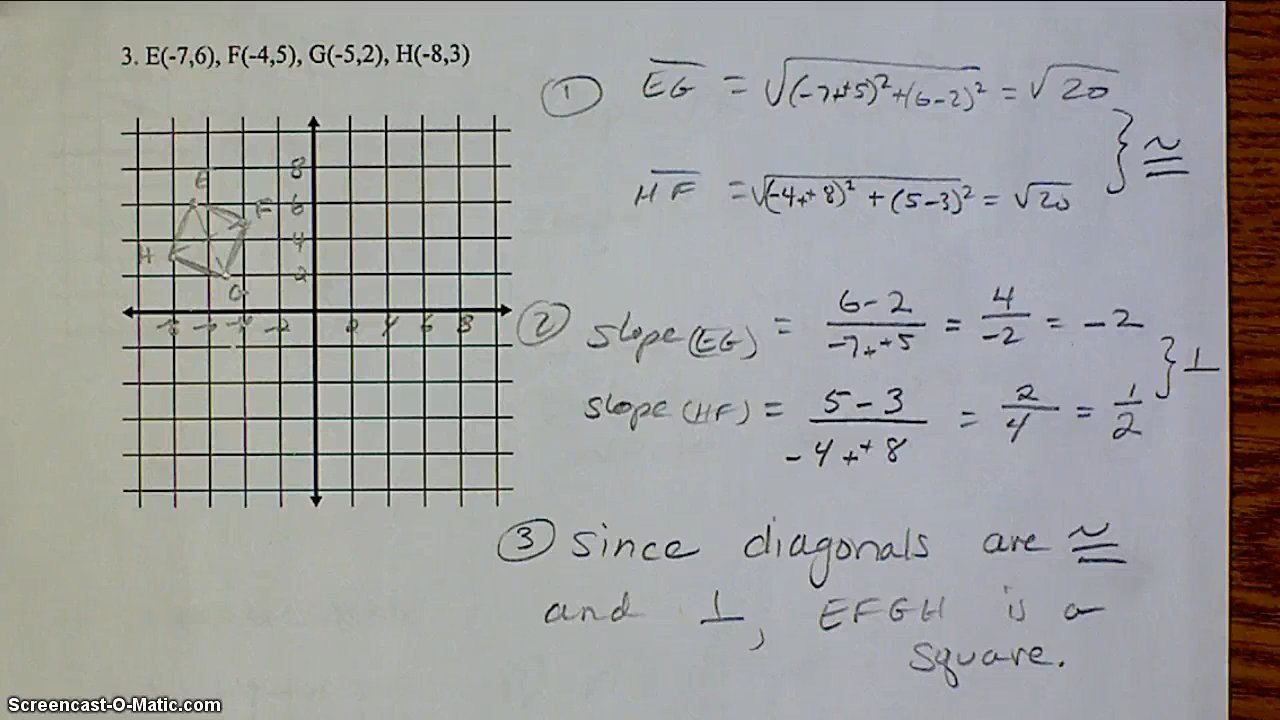 3. E(-7,6), F(-4,5), G(-5,2), H(-8,3)
① EG = √(-7++5)²+(6-2)² = √20
HF = √(-4++8)² + (5-3)² = √20
} ≅
8
E
F 6
H 4
2
G
-8 -4 -2 2 4 6 8
② slope (EG) = 6-2 / -7++5 = 4/-2 = -2
slope (HF) = 5-3 / -4++8 = 2/4 = 1/2
} ⊥
③ Since diagonals are ≅
and ⊥, EFGH is a
square.
Screencast-O-Matic.com